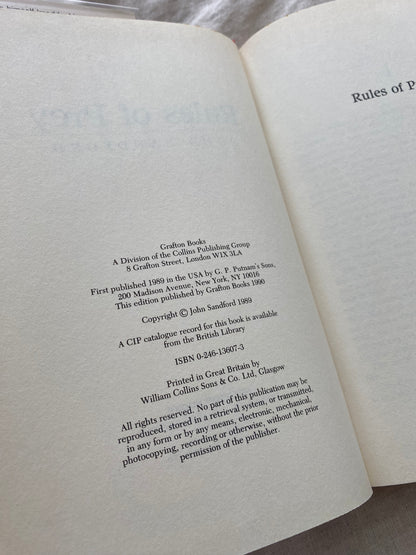 Grafton Books
A Division of the Collins Publishing Group
8 Grafton Street, London W1X 3LA
First published 1989 in the USA by G. P. Putnam's Sons,
200 Madison Avenue, New York, NY 10016
This edition published by Grafton Books 1990
Copyright © John Sandford 1989
A CIP catalogue record for this book is available
from the British Library
ISBN 0-246-13607-3
Printed in Great Britain by
William Collins Sons & Co. Ltd, Glasgow
All rights reserved. No part of this publication may be
reproduced, stored in a retrieval system, or transmitted,
in any form or by any means, electronic, mechanical,
photocopying, recording or otherwise, without the prior
permission of the publisher.
Rules of P
Rules of Prey